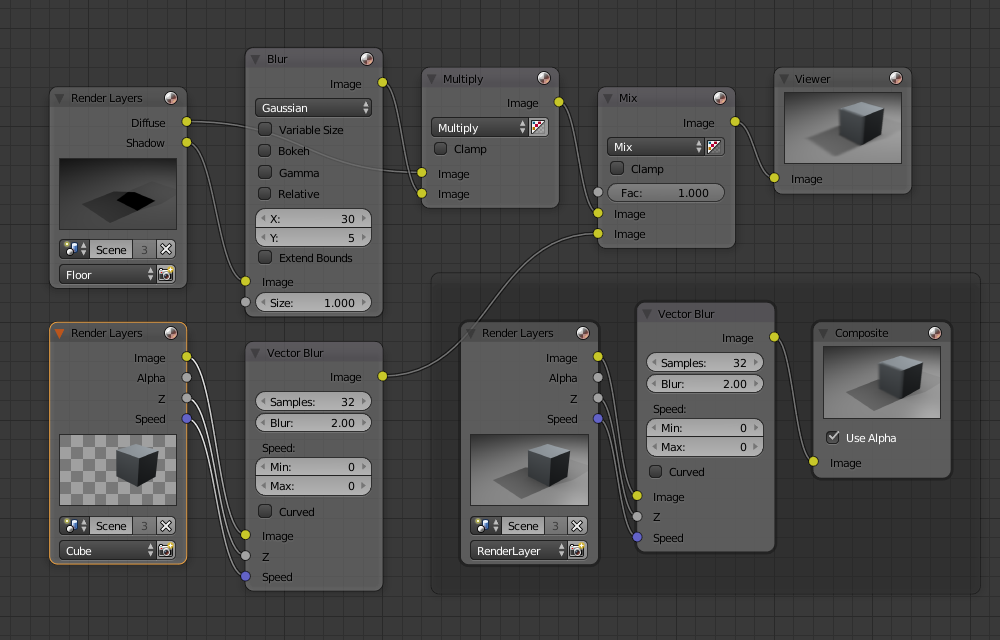 Render Layers
Diffuse
Shadow
Scene 3
Floor
Blur
Image
Gaussian
Variable Size
Bokeh
Gamma
Relative
X: 30
Y: 5
Extend Bounds
Image
Size: 1.000
Multiply
Image
Multiply
Clamp
Image
Image
Mix
Image
Mix
Clamp
Fac: 1.000
Image
Image
Viewer
Image
Render Layers
Image
Alpha
Z
Speed
Scene 3
Cube
Vector Blur
Image
Samples: 32
Blur: 2.00
Speed:
Min: 0
Max: 0
Curved
Image
Z
Speed
Render Layers
Image
Alpha
Z
Speed
Scene 3
RenderLayer
Vector Blur
Image
Samples: 32
Blur: 2.00
Speed:
Min: 0
Max: 0
Curved
Image
Z
Speed
Composite
Use Alpha
Image